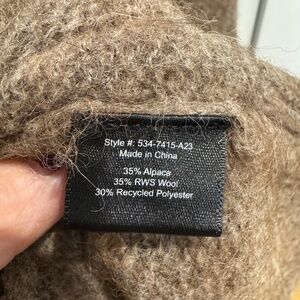 Style #: 534-7415-A23
Made in China
35% Alpaca
35% RWS Wool
30% Recycled Polyester